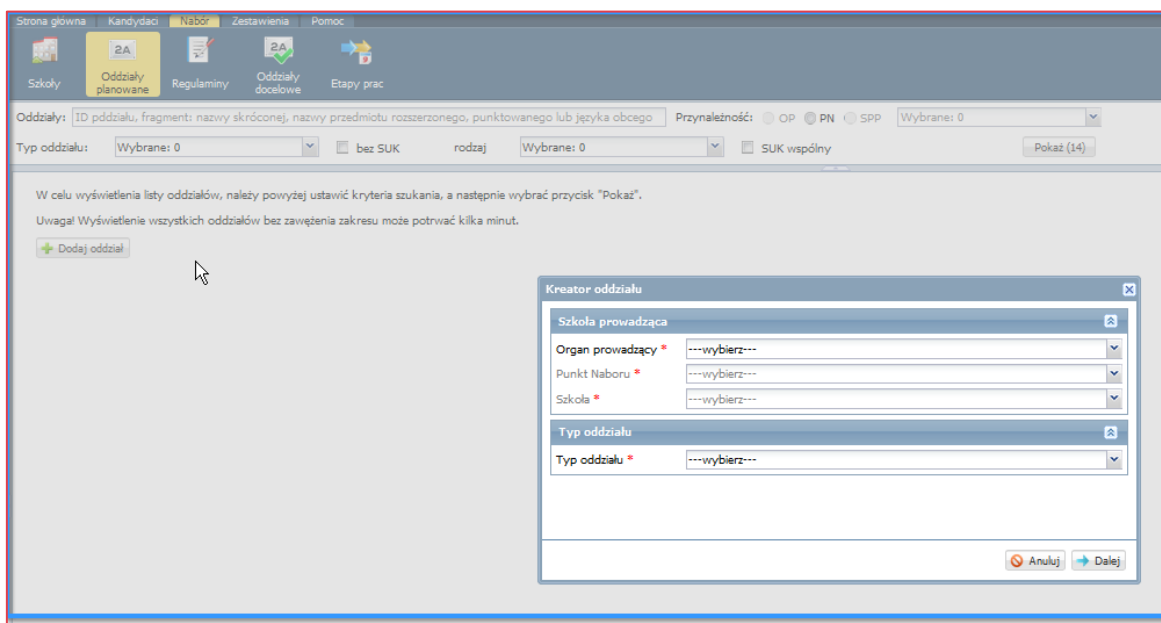 Strona główna Kandydaci Nabór Zestawienia Pomoc
2A 2A
Szkoły Oddziały planowane Regulaminy Oddziały docelowe Etapy prac
Oddziały: ID pddziału, fragment: nazwy skróconej, nazwy przedmiotu rozszerzonego, punktowanego lub języka obcego Przynależność: OP PN SPP Wybrane: 0
Typ oddziału: Wybrane: 0 bez SUK rodzaj Wybrane: 0 SUK wspólny Pokaż (14)
W celu wyświetlenia listy oddziałów, należy powyżej ustawić kryteria szukania, a następnie wybrać przycisk "Pokaż".
Uwaga! Wyświetlenie wszystkich oddziałów bez zawężenia zakresu może potrwać kilka minut.
Dodaj oddział
Kreator oddziału
Szkoła prowadząca
Organ prowadzący * ---wybierz---
Punkt Naboru * ---wybierz---
Szkoła * ---wybierz---
Typ oddziału
Typ oddziału * ---wybierz---
Anuluj Dalej